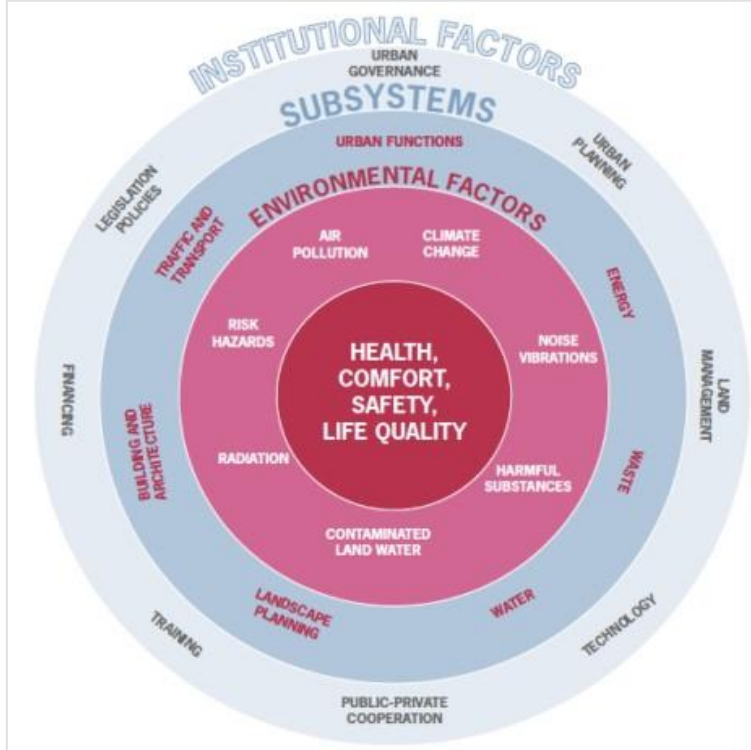 INSTITUTIONAL FACTORS
URBAN
GOVERNANCE
SUBSYSTEMS
URBAN FUNCTIONS
URBAN
PLANNING
LEGISLATION
POLICIES
ENVIRONMENTAL FACTORS
TRAFFIC AND
TRANSPORT
AIR
POLLUTION
CLIMATE
CHANGE
ENERGY
RISK
HAZARDS
NOISE
VIBRATIONS
HEALTH,
COMFORT,
SAFETY,
LIFE QUALITY
FINANCING
LAND
MANAGEMENT
BUILDING AND
ARCHITECTURE
RADIATION
HARMFUL
SUBSTANCES
WASTE
CONTAMINATED
LAND WATER
LANDSCAPE
PLANNING
WATER
TRAINING
TECHNOLOGY
PUBLIC-PRIVATE
COOPERATION